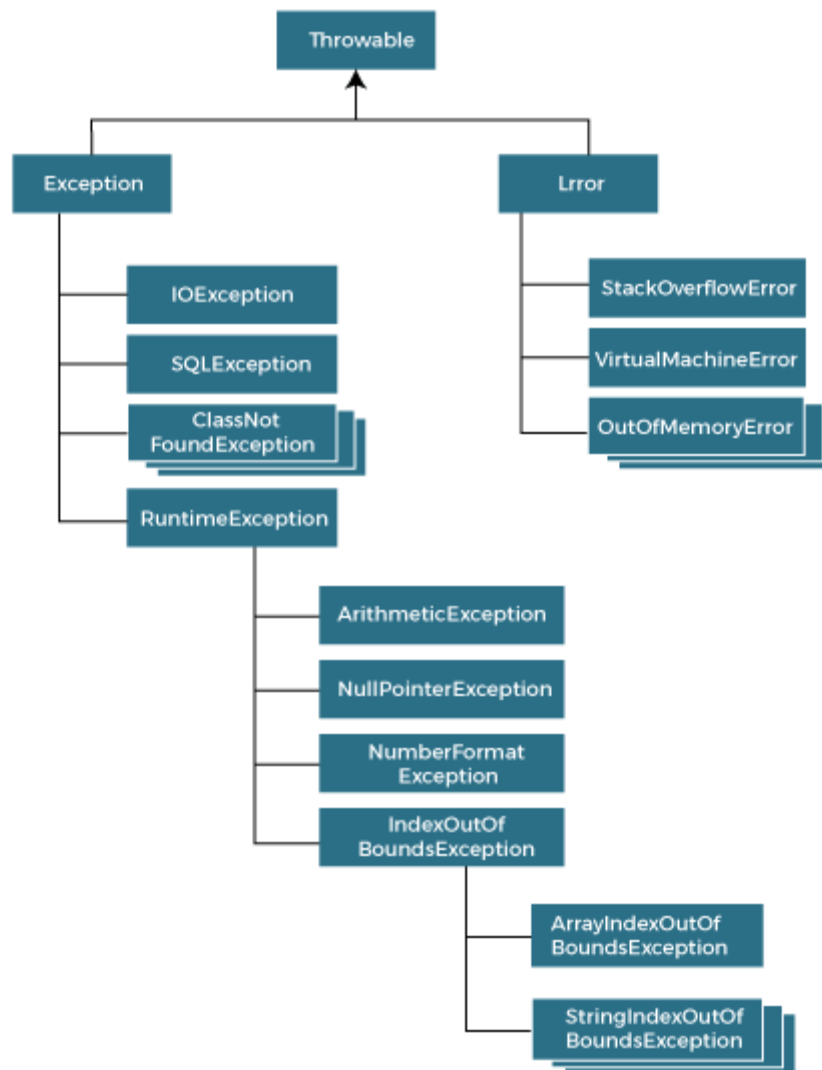 Throwable
Exception
Lrror
IOException
SQLException
ClassNot
FoundException
RuntimeException
StackOverflowError
VirtualMachineError
OutOfMemoryError
ArithmeticException
NullPointerException
NumberFormat
Exception
IndexOutOf
BoundsException
ArrayIndexOutOf
BoundsException
StringIndexOutOf
BoundsException